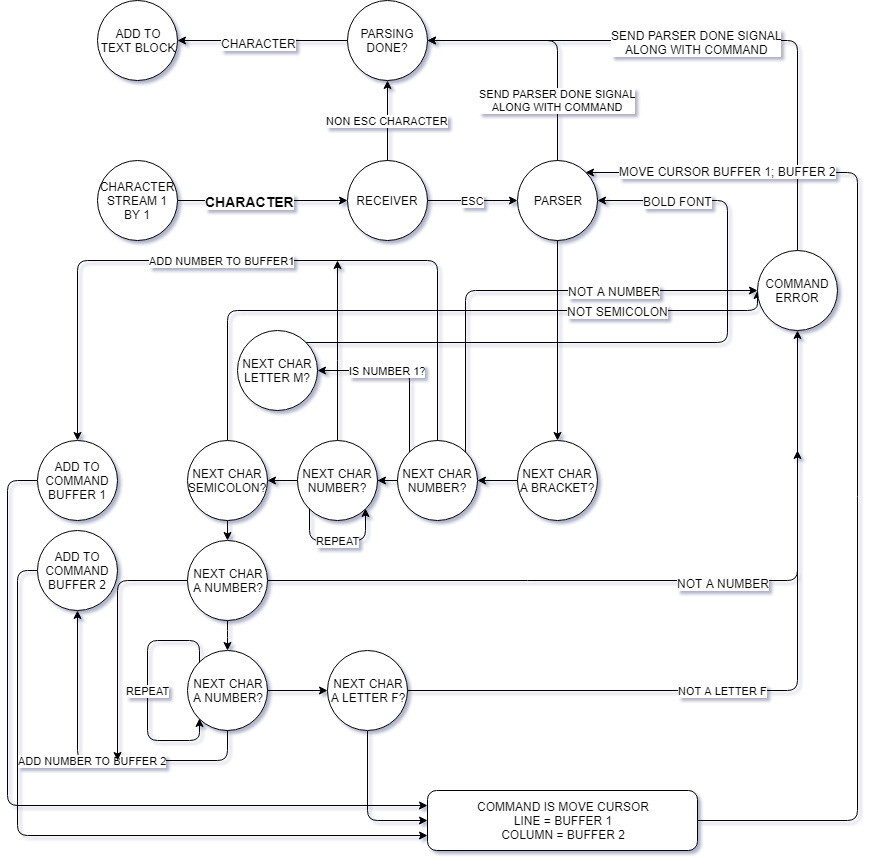 ADD TO
TEXT BLOCK
CHARACTER
PARSING
DONE?
SEND PARSER DONE SIGNAL
ALONG WITH COMMAND
SEND PARSER DONE SIGNAL
ALONG WITH COMMAND
NON ESC CHARACTER
CHARACTER
STREAM 1
BY 1
CHARACTER
RECEIVER
ESC
PARSER
MOVE CURSOR BUFFER 1; BUFFER 2
BOLD FONT
ADD NUMBER TO BUFFER1
NOT A NUMBER
NOT SEMICOLON
COMMAND
ERROR
NEXT CHAR
LETTER M?
IS NUMBER 1?
ADD TO
COMMAND
BUFFER 1
NEXT CHAR
SEMICOLON?
NEXT CHAR
NUMBER?
NEXT CHAR
NUMBER?
NEXT CHAR
A BRACKET?
REPEAT
ADD TO
COMMAND
BUFFER 2
NEXT CHAR
A NUMBER?
NOT A NUMBER
REPEAT
NEXT CHAR
A NUMBER?
NEXT CHAR
A LETTER F?
NOT A LETTER F
ADD NUMBER TO BUFFER 2
COMMAND IS MOVE CURSOR
LINE = BUFFER 1
COLUMN = BUFFER 2